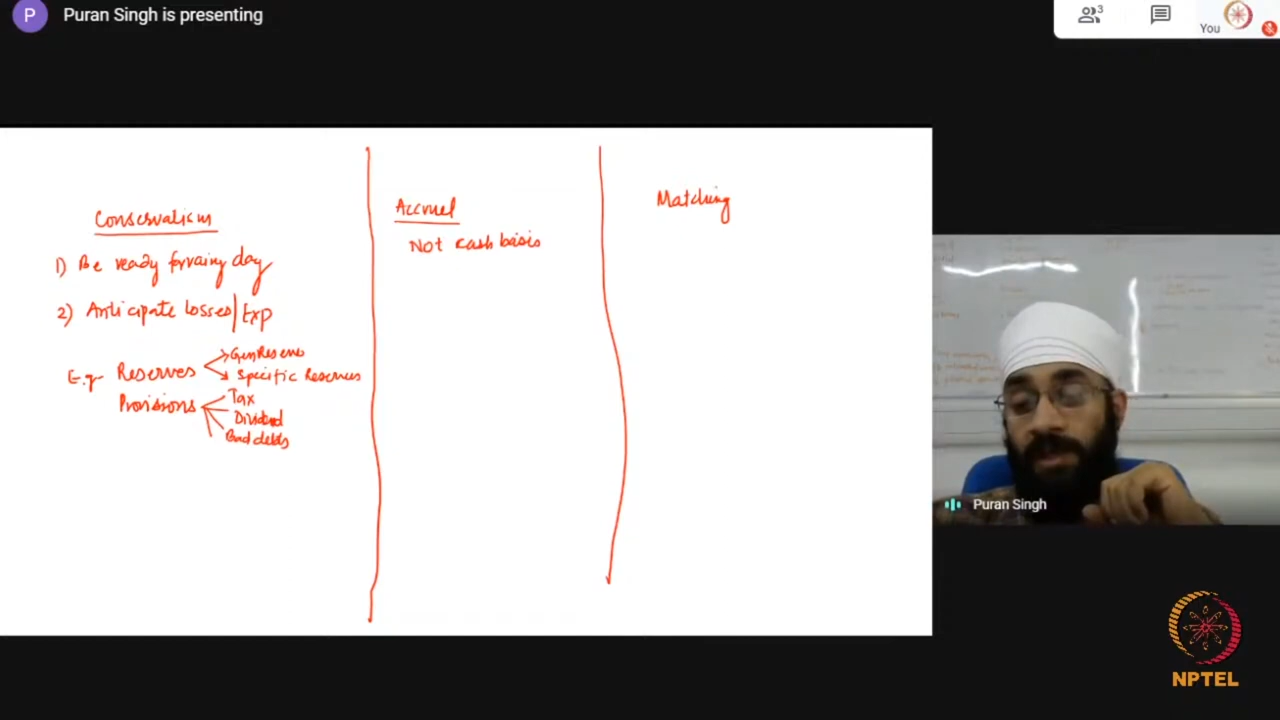 P Puran Singh is presenting
3
You
Conservatism
1) Be ready for rainy day
2) Anticipate losses/Exp
E.g. Reserves
Gen Reserve
Specific Reserves
Provisions
Tax
Dividend
Bad debts
Accrual
Not cash basis
Matching
Puran Singh
NPTEL